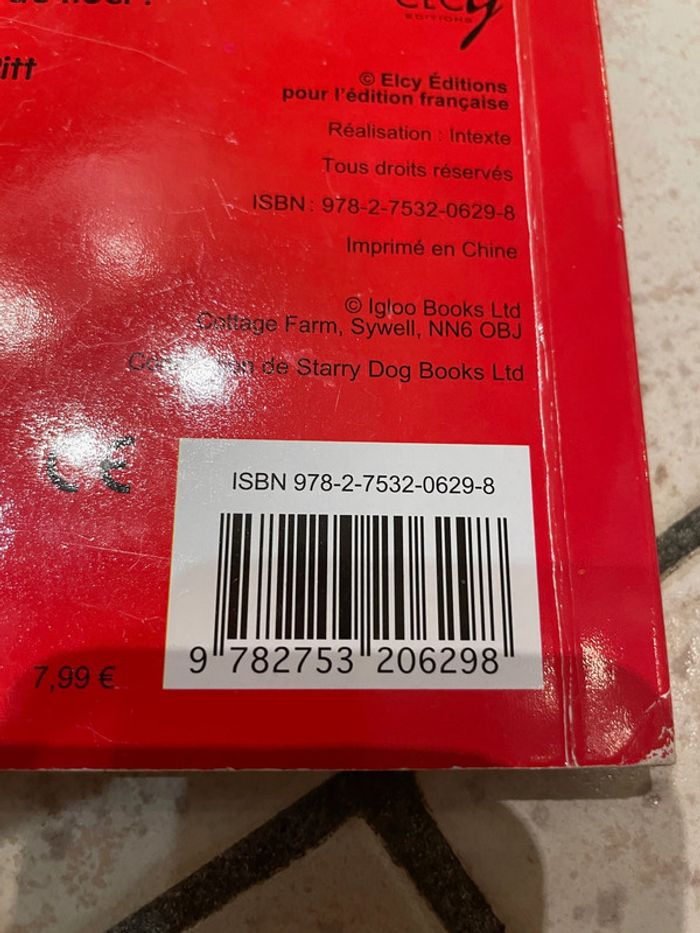 ÉDITIONS
© Elcy Éditions
pour l'édition française
Réalisation : Intexte
Tous droits réservés
ISBN : 978-2-7532-0629-8
Imprimé en Chine
© Igloo Books Ltd
Cottage Farm, Sywell, NN6 OBJ
de Starry Dog Books Ltd
CE
ISBN 978-2-7532-0629-8
9 782753 206298
7,99 €